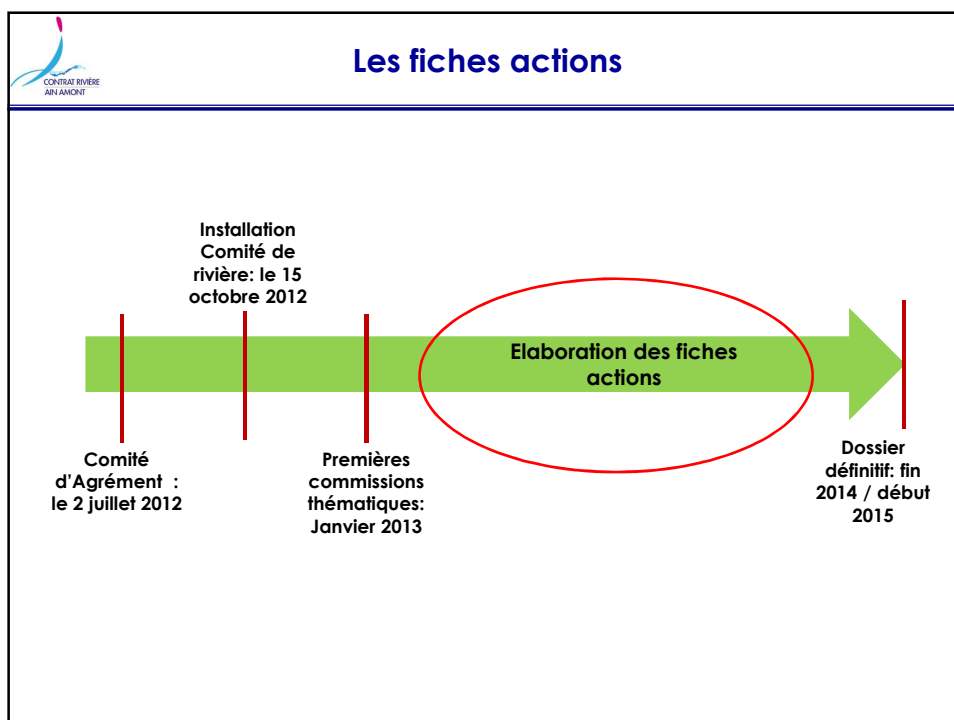 Les fiches actions
CONTRAT RIVIÈRE
AIN AMONT
Installation
Comité de
rivière: le 15
octobre 2012
Elaboration des fiches
actions
Comité
d'Agrément :
le 2 juillet 2012
Premières
commissions
thématiques:
Janvier 2013
Dossier
définitif: fin
2014 / début
2015